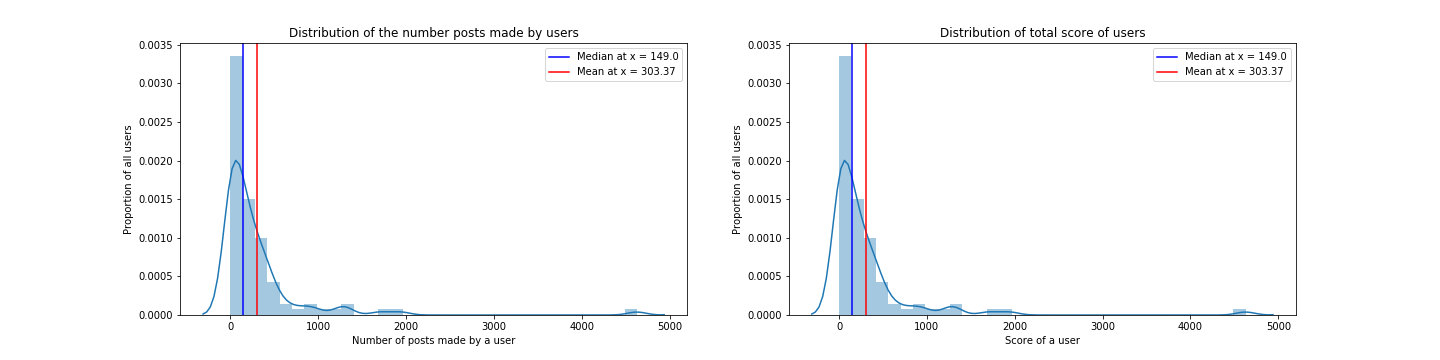 Distribution of the number posts made by users
Median at x = 149.0
Mean at x = 303.37
0.0035
0.0030
0.0025
0.0020
0.0015
0.0010
0.0005
0.0000
Proportion of all users
0 1000 2000 3000 4000 5000
Number of posts made by a user
Distribution of total score of users
Median at x = 149.0
Mean at x = 303.37
0.0035
0.0030
0.0025
0.0020
0.0015
0.0010
0.0005
0.0000
Proportion of all users
0 1000 2000 3000 4000 5000
Score of a user